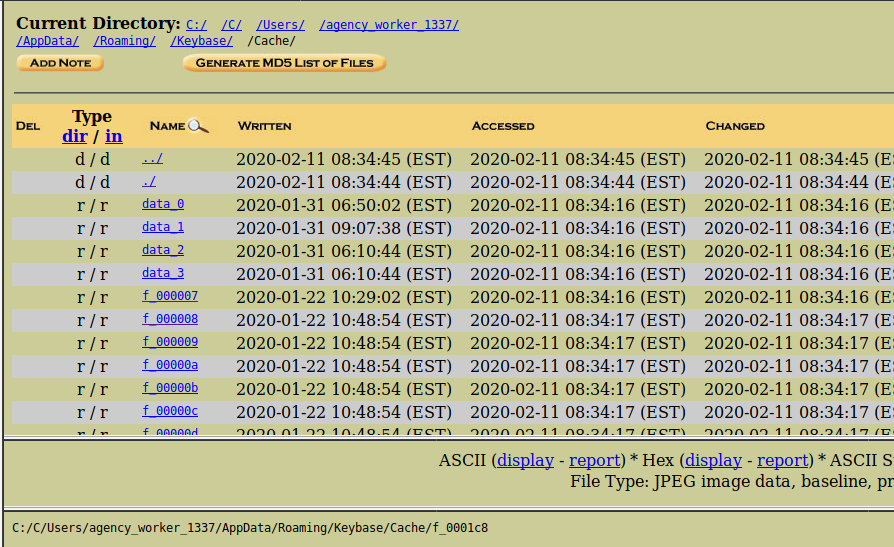 Current Directory: C:/ /C/ /Users/ /agency_worker_1337/
/AppData/ /Roaming/ /Keybase/ /Cache/
ADD NOTE GENERATE MD5 LIST OF FILES
DEL Type dir / in NAME WRITTEN ACCESSED CHANGED
d / d ../ 2020-02-11 08:34:45 (EST) 2020-02-11 08:34:45 (EST) 2020-02-11 08:34:45 (E
d / d ./ 2020-02-11 08:34:44 (EST) 2020-02-11 08:34:44 (EST) 2020-02-11 08:34:44 (E
r / r data_0 2020-01-31 06:50:02 (EST) 2020-02-11 08:34:16 (EST) 2020-02-11 08:34:16 (E
r / r data_1 2020-01-31 09:07:38 (EST) 2020-02-11 08:34:16 (EST) 2020-02-11 08:34:16 (E
r / r data_2 2020-01-31 06:10:44 (EST) 2020-02-11 08:34:16 (EST) 2020-02-11 08:34:16 (E
r / r data_3 2020-01-31 06:10:44 (EST) 2020-02-11 08:34:16 (EST) 2020-02-11 08:34:16 (E
r / r f_000007 2020-01-22 10:29:02 (EST) 2020-02-11 08:34:16 (EST) 2020-02-11 08:34:16 (E
r / r f_000008 2020-01-22 10:48:54 (EST) 2020-02-11 08:34:17 (EST) 2020-02-11 08:34:17 (E
r / r f_000009 2020-01-22 10:48:54 (EST) 2020-02-11 08:34:17 (EST) 2020-02-11 08:34:17 (E
r / r f_00000a 2020-01-22 10:48:54 (EST) 2020-02-11 08:34:17 (EST) 2020-02-11 08:34:17 (E
r / r f_00000b 2020-01-22 10:48:54 (EST) 2020-02-11 08:34:17 (EST) 2020-02-11 08:34:17 (E
r / r f_00000c 2020-01-22 10:48:54 (EST) 2020-02-11 08:34:17 (EST) 2020-02-11 08:34:17 (E
r / r f_00000d 2020-01-22 10:48:54 (EST) 2020-02-11 08:34:17 (EST) 2020-02-11 08:34:17 (E
ASCII (display - report) * Hex (display - report) * ASCII S
File Type: JPEG image data, baseline, pr
C:/C/Users/agency_worker_1337/AppData/Roaming/Keybase/Cache/f_0001c8